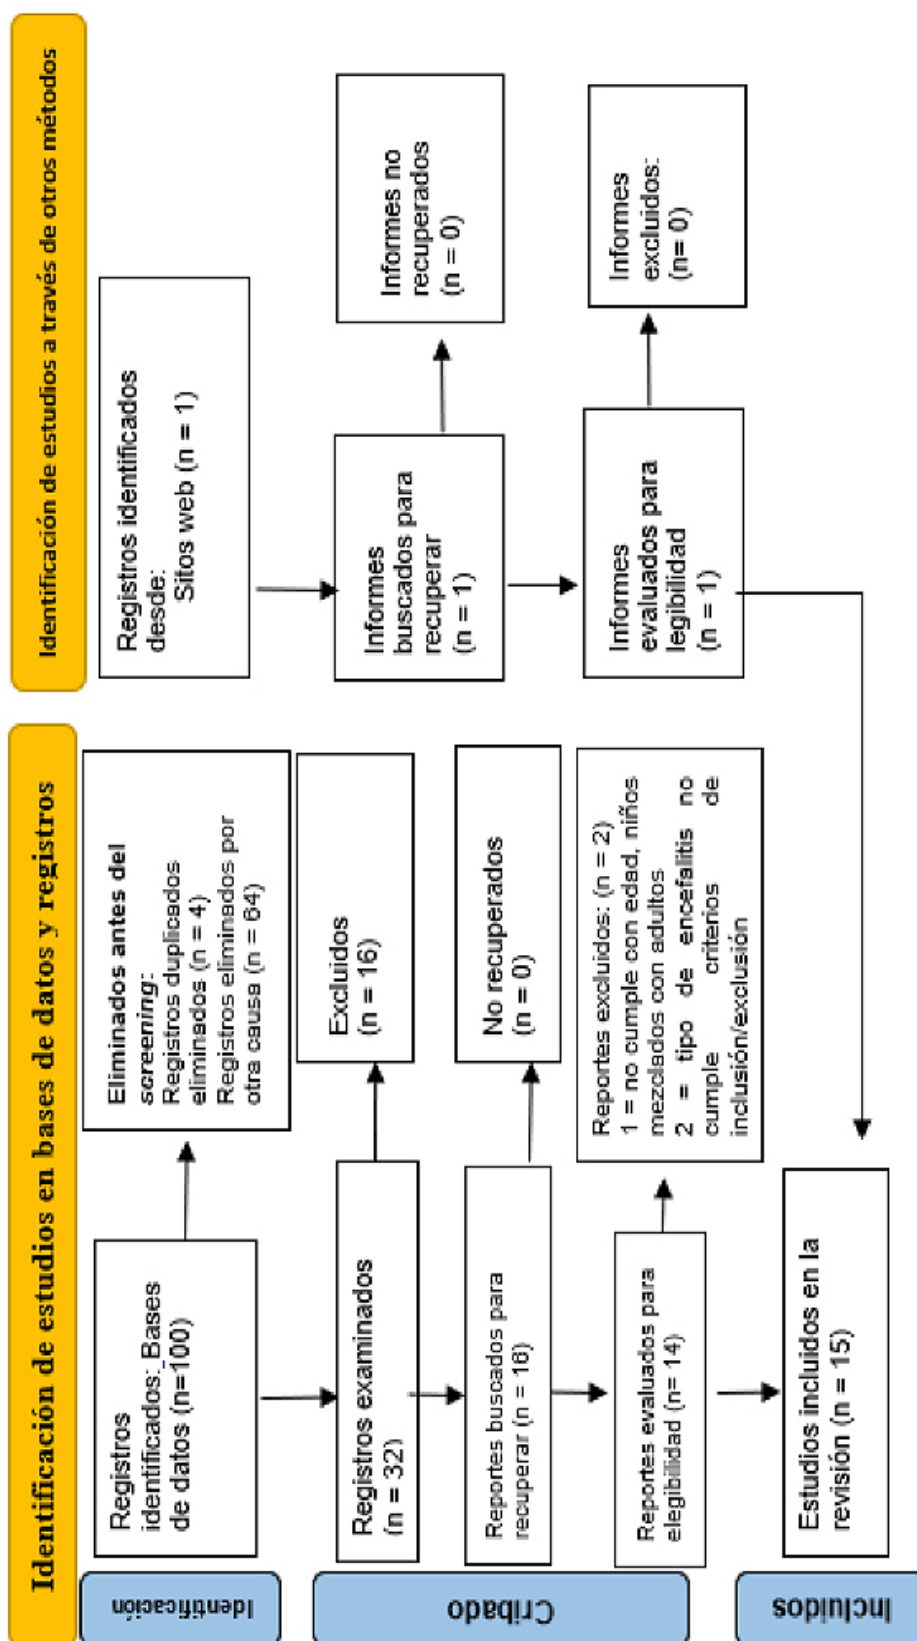 Identificación de estudios en bases de datos y registros
Identificación de estudios a través de otros métodos
Identificación
Registros
identificados: Bases
de datos (n=100)
Eliminados antes del
screening:
Registros duplicados
eliminados (n = 4)
Registros eliminados por
otra causa (n = 64)
Registros identificados
desde:
Sitos web (n = 1)
Cribado
Registros examinados
(n = 32)
Excluidos
(n = 16)
Informes
buscados para
recuperar
(n = 1)
Informes no
recuperados
(n = 0)
Reportes buscados para
recuperar (n = 16)
No recuperados
(n = 0)
Reportes evaluados para
elegibilidad (n= 14)
Reportes excluidos: (n = 2)
1 = no cumple con edad, niños
mezclados con adultos
2 = tipo de encefalitis no
cumple criterios de
inclusión/exclusión
Informes
evaluados para
legibilidad
(n = 1)
Informes
excluidos:
(n= 0)
Incluidos
Estudios incluidos en la
revisión (n = 15)